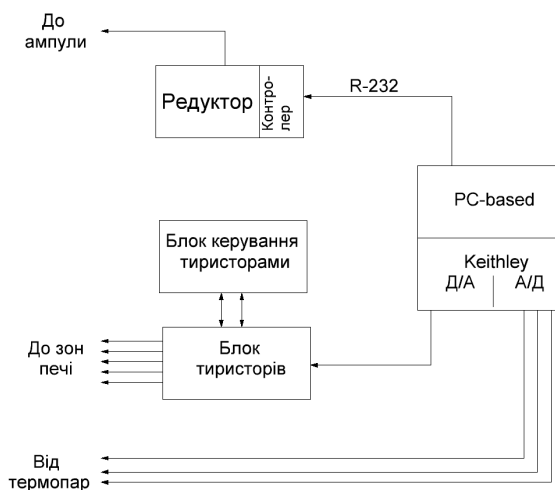 До
ампули
Редуктор
Контро-
лер
R-232
PC-based
Keithley
Д/А
А/Д
Блок керування
тиристорами
Блок
тиристорів
До зон
печі
Від
термопар